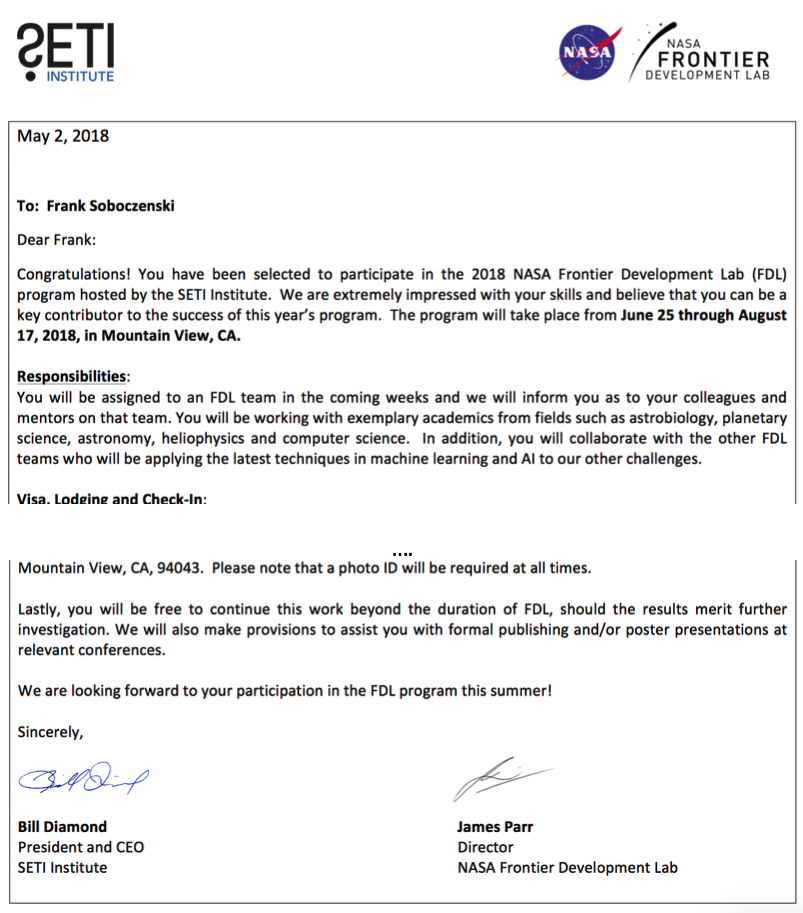 SETI
INSTITUTE
NASA
NASA
FRONTIER
DEVELOPMENT LAB
May 2, 2018
To: Frank Soboczenski
Dear Frank:
Congratulations! You have been selected to participate in the 2018 NASA Frontier Development Lab (FDL)
program hosted by the SETI Institute. We are extremely impressed with your skills and believe that you can be a
key contributor to the success of this year's program. The program will take place from June 25 through August
17, 2018, in Mountain View, CA.
Responsibilities:
You will be assigned to an FDL team in the coming weeks and we will inform you as to your colleagues and
mentors on that team. You will be working with exemplary academics from fields such as astrobiology, planetary
science, astronomy, heliophysics and computer science. In addition, you will collaborate with the other FDL
teams who will be applying the latest techniques in machine learning and AI to our other challenges.
Visa, Lodging and Check-In:
....
Mountain View, CA, 94043. Please note that a photo ID will be required at all times.
Lastly, you will be free to continue this work beyond the duration of FDL, should the results merit further
investigation. We will also make provisions to assist you with formal publishing and/or poster presentations at
relevant conferences.
We are looking forward to your participation in the FDL program this summer!
Sincerely,
Bill Diamond
James Parr
President and CEO
Director
SETI Institute
NASA Frontier Development Lab